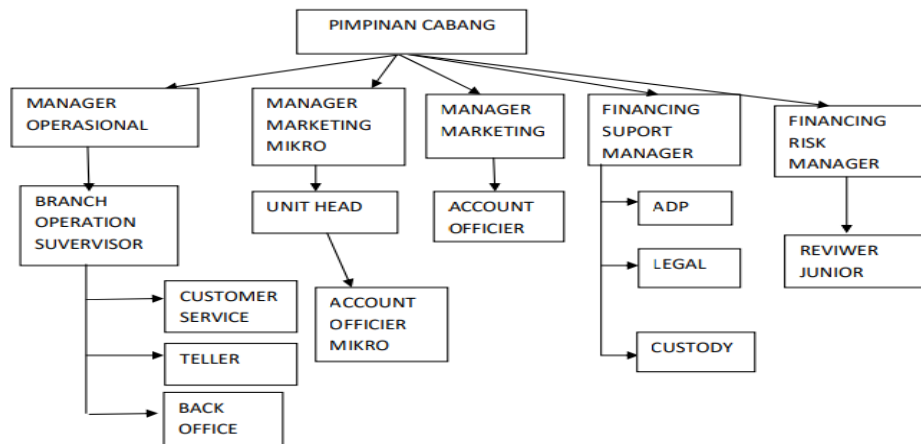 PIMPINAN CABANG
MANAGER
OPERASIONAL
MANAGER
MARKETING
MIKRO
MANAGER
MARKETING
FINANCING
SUPORT
MANAGER
FINANCING
RISK
MANAGER
BRANCH
OPERATION
SUVERVISOR
UNIT HEAD
ACCOUNT
OFFICIER
ADP
LEGAL
CUSTODY
REVIWER
JUNIOR
CUSTOMER
SERVICE
TELLER
BACK
OFFICE
ACCOUNT
OFFICIER
MIKRO